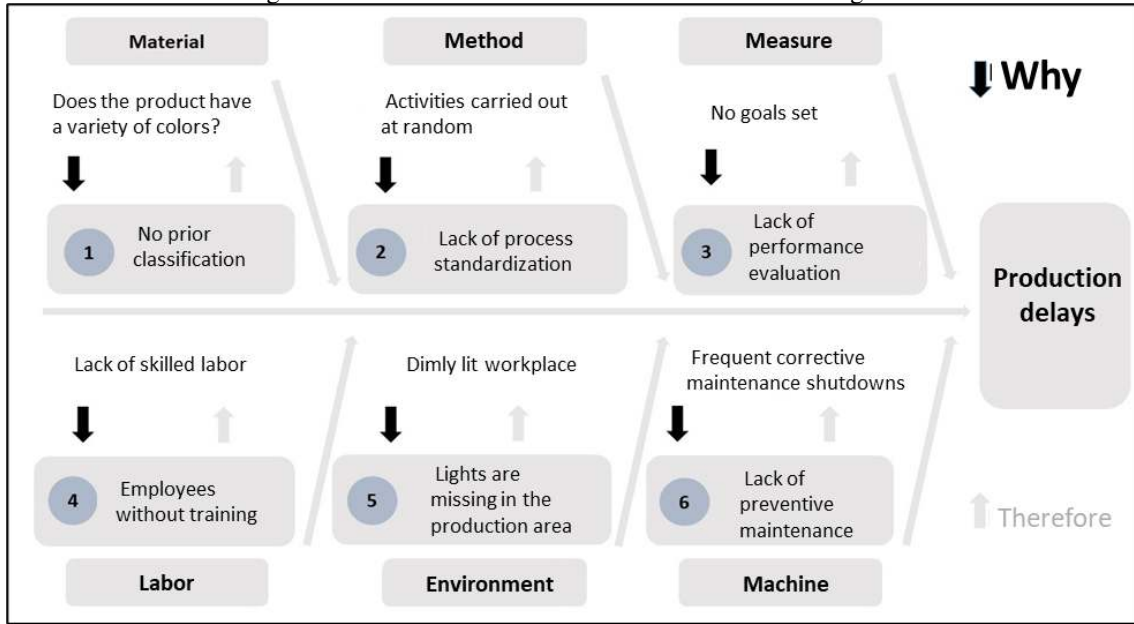 Material
Method
Measure
Why
Does the product have
a variety of colors?
Activities carried out
at random
No goals set
1
No prior
classification
2
Lack of process
standardization
3
Lack of
performance
evaluation
Production
delays
Lack of skilled labor
Dimly lit workplace
Frequent corrective
maintenance shutdowns
4
Employees
without training
5
Lights are
missing in the
production area
6
Lack of
preventive
maintenance
Therefore
Labor
Environment
Machine